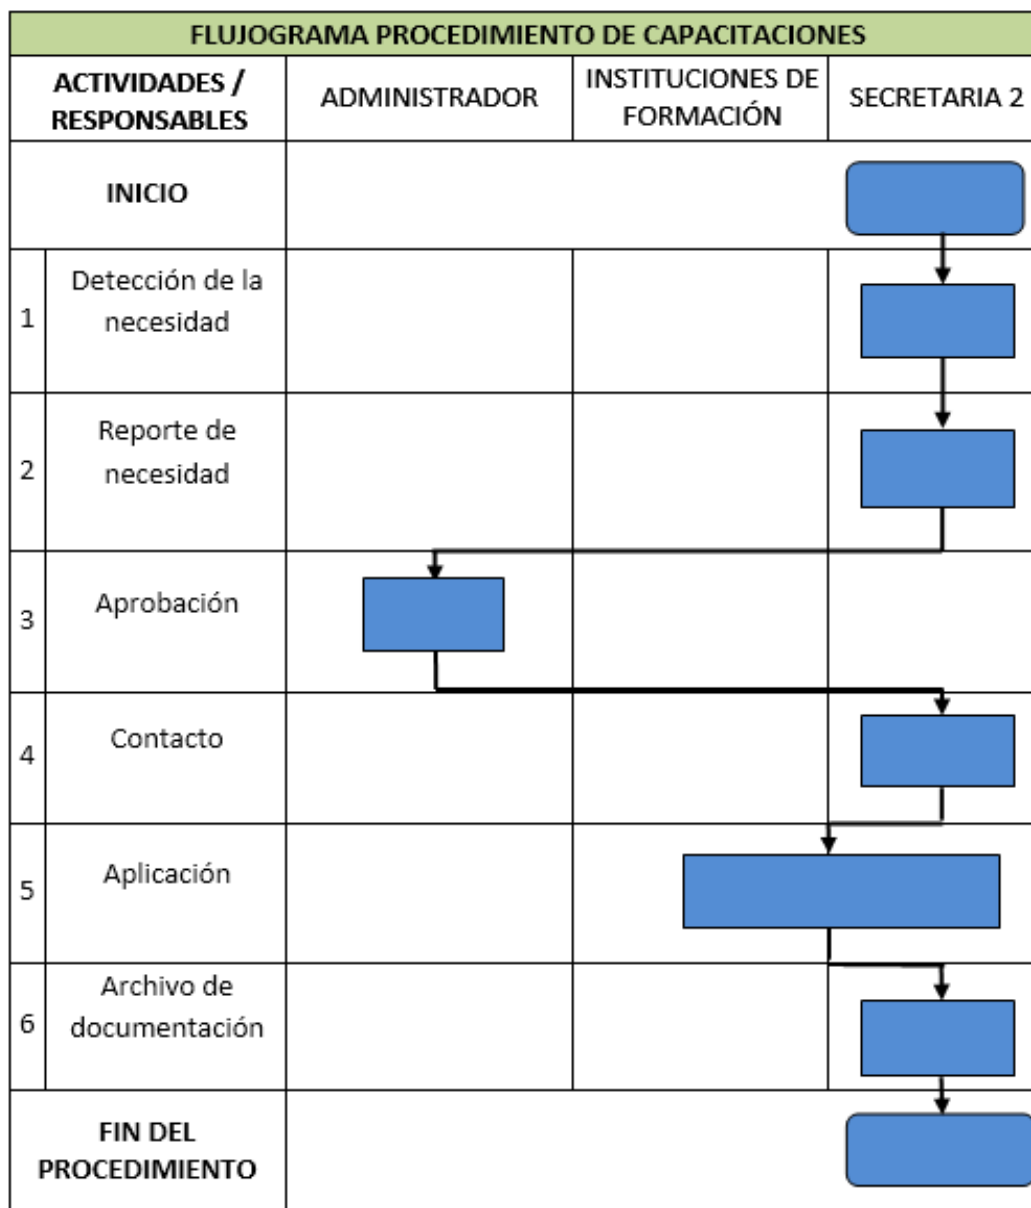 FLUJOGRAMA PROCEDIMIENTO DE CAPACITACIONES
ACTIVIDADES /
RESPONSABLES
ADMINISTRADOR
INSTITUCIONES DE
FORMACIÓN
SECRETARIA 2
INICIO
1
Detección de la
necesidad
2
Reporte de
necesidad
3
Aprobación
4
Contacto
5
Aplicación
6
Archivo de
documentación
FIN DEL
PROCEDIMIENTO